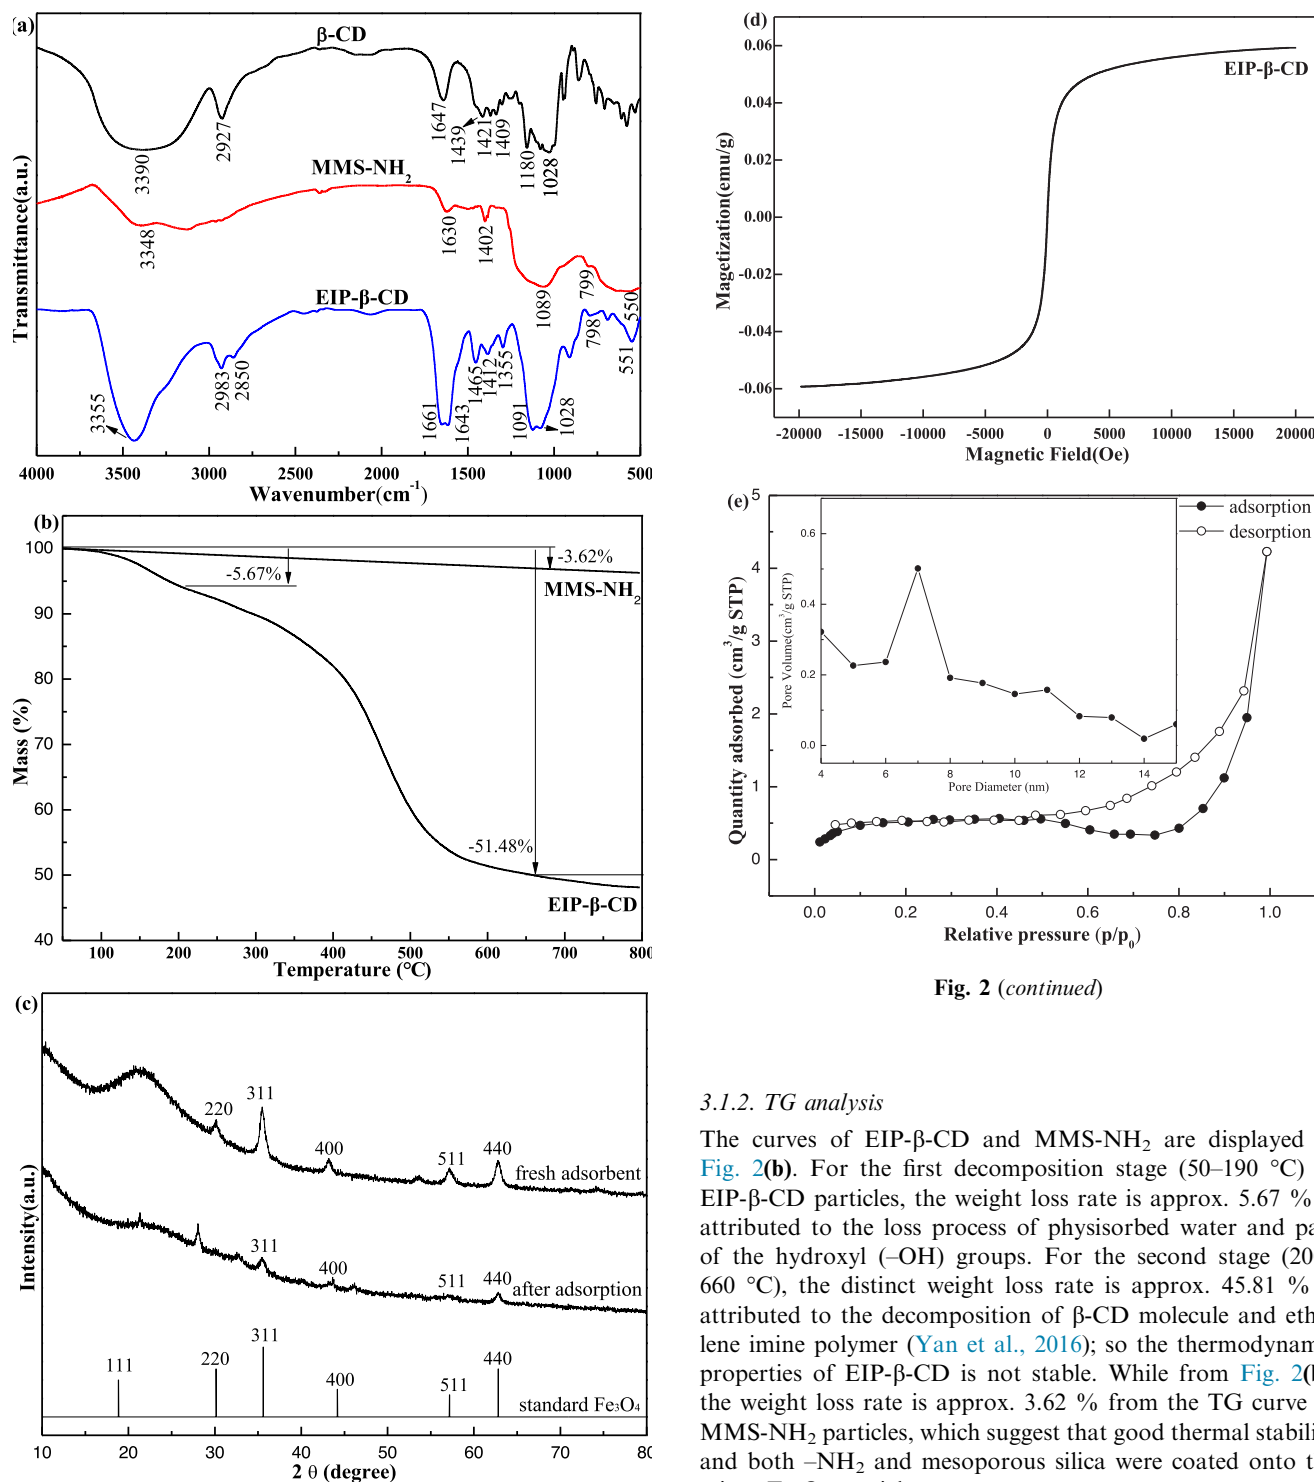 (a)
β-CD
3390
2927
1647
1439
1421
1409
1180
1028
MMS-NH₂
3348
1630
1402
1089
799
550
EIP-β-CD
3355
2983
2850
1661
1643
1465
1412
1355
1091
1028
798
551
Transmittance(a.u.)
4000 3500 3000 2500 2000 1500 1000 500
Wavenumber(cm⁻¹)
(b)
100
90
80
70
60
50
40
-3.62%
-5.67%
MMS-NH₂
-51.48%
EIP-β-CD
Mass (%)
100 200 300 400 500 600 700 800
Temperature (°C)
(c)
220
311
400
511
440
fresh adsorbent
311
400
511
440
after adsorption
111
220
311
400
511
440
standard Fe₃O₄
Intensity(a.u.)
10 20 30 40 50 60 70 80
2 θ (degree)
(d)
0.06
0.04
0.02
0.00
-0.02
-0.04
-0.06
EIP-β-CD
Magetization(emu/g)
-20000 -15000 -10000 -5000 0 5000 10000 15000 20000
Magnetic Field(Oe)
(e)
5
4
3
2
1
0
adsorption
desorption
Quantity adsorbed (cm³/g STP)
0.6
0.4
0.2
0.0
Pore Volume(cm³/g STP)
4 6 8 10 12 14
Pore Diameter (nm)
0.0 0.2 0.4 0.6 0.8 1.0
Relative pressure (p/p₀)
Fig. 2 (continued)
3.1.2. TG analysis
The curves of EIP-β-CD and MMS-NH₂ are displayed
Fig. 2(b). For the first decomposition stage (50–190 °C)
EIP-β-CD particles, the weight loss rate is approx. 5.67 %
attributed to the loss process of physisorbed water and pa
of the hydroxyl (–OH) groups. For the second stage (20
660 °C), the distinct weight loss rate is approx. 45.81 %
attributed to the decomposition of β-CD molecule and eth
lene imine polymer (Yan et al., 2016); so the thermodynam
properties of EIP-β-CD is not stable. While from Fig. 2(b
the weight loss rate is approx. 3.62 % from the TG curve
MMS-NH₂ particles, which suggest that good thermal stabili
and both –NH₂ and mesoporous silica were coated onto t